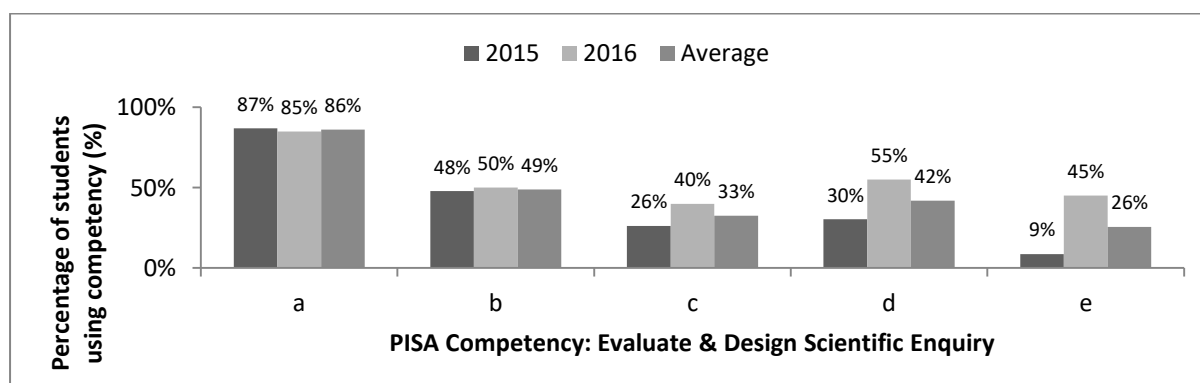 2015 2016 Average
Percentage of students
using competency (%)
100%
50%
0%
87% 85% 86%
48% 50% 49%
26% 40% 33%
30% 55% 42%
9% 45% 26%
a b c d e
PISA Competency: Evaluate & Design Scientific Enquiry